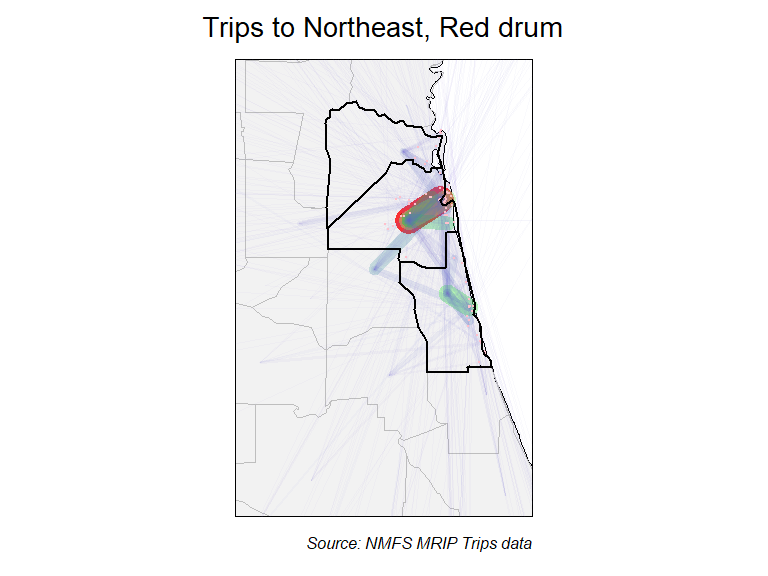 Trips to Northeast, Red drum
Source: NMFS MRIP Trips data